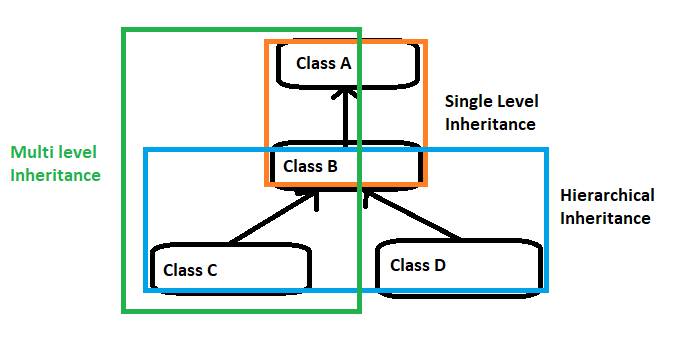 Class A
Single Level
Inheritance
Multi level
Inheritance
Class B
Hierarchical
Inheritance
Class C
Class D